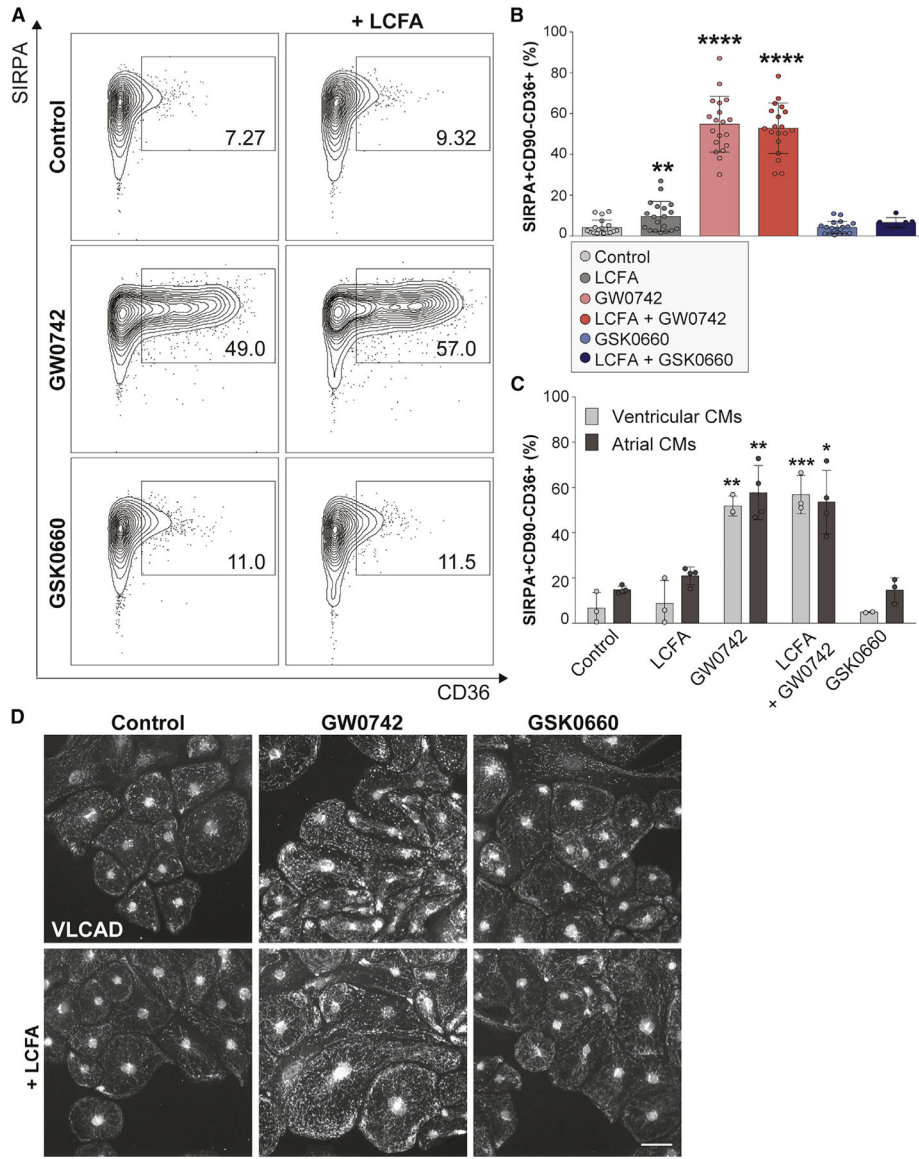 A
+ LCFA
SIRPA
Control
7.27
9.32
GW0742
49.0
57.0
GSK0660
11.0
11.5
CD36
B
SIRPA+CD90-CD36+ (%)
100
80
60
40
20
0
**
****
****
Control
LCFA
GW0742
LCFA + GW0742
GSK0660
LCFA + GSK0660
C
SIRPA+CD90-CD36+ (%)
100
80
60
40
20
0
Ventricular CMs
Atrial CMs
**
**
***
*
Control
LCFA
GW0742
LCFA
+ GW0742
GSK0660
D
Control
GW0742
GSK0660
VLCAD
+ LCFA